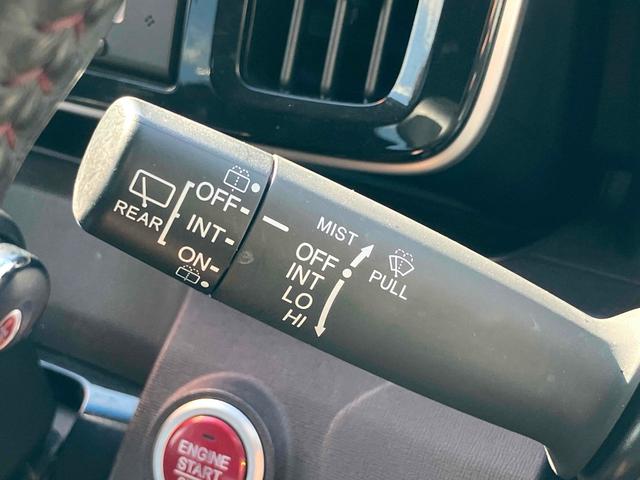 REAR
OFF
INT
ON
MIST
OFF
INT
LO
HI
PULL
ENGINE
START